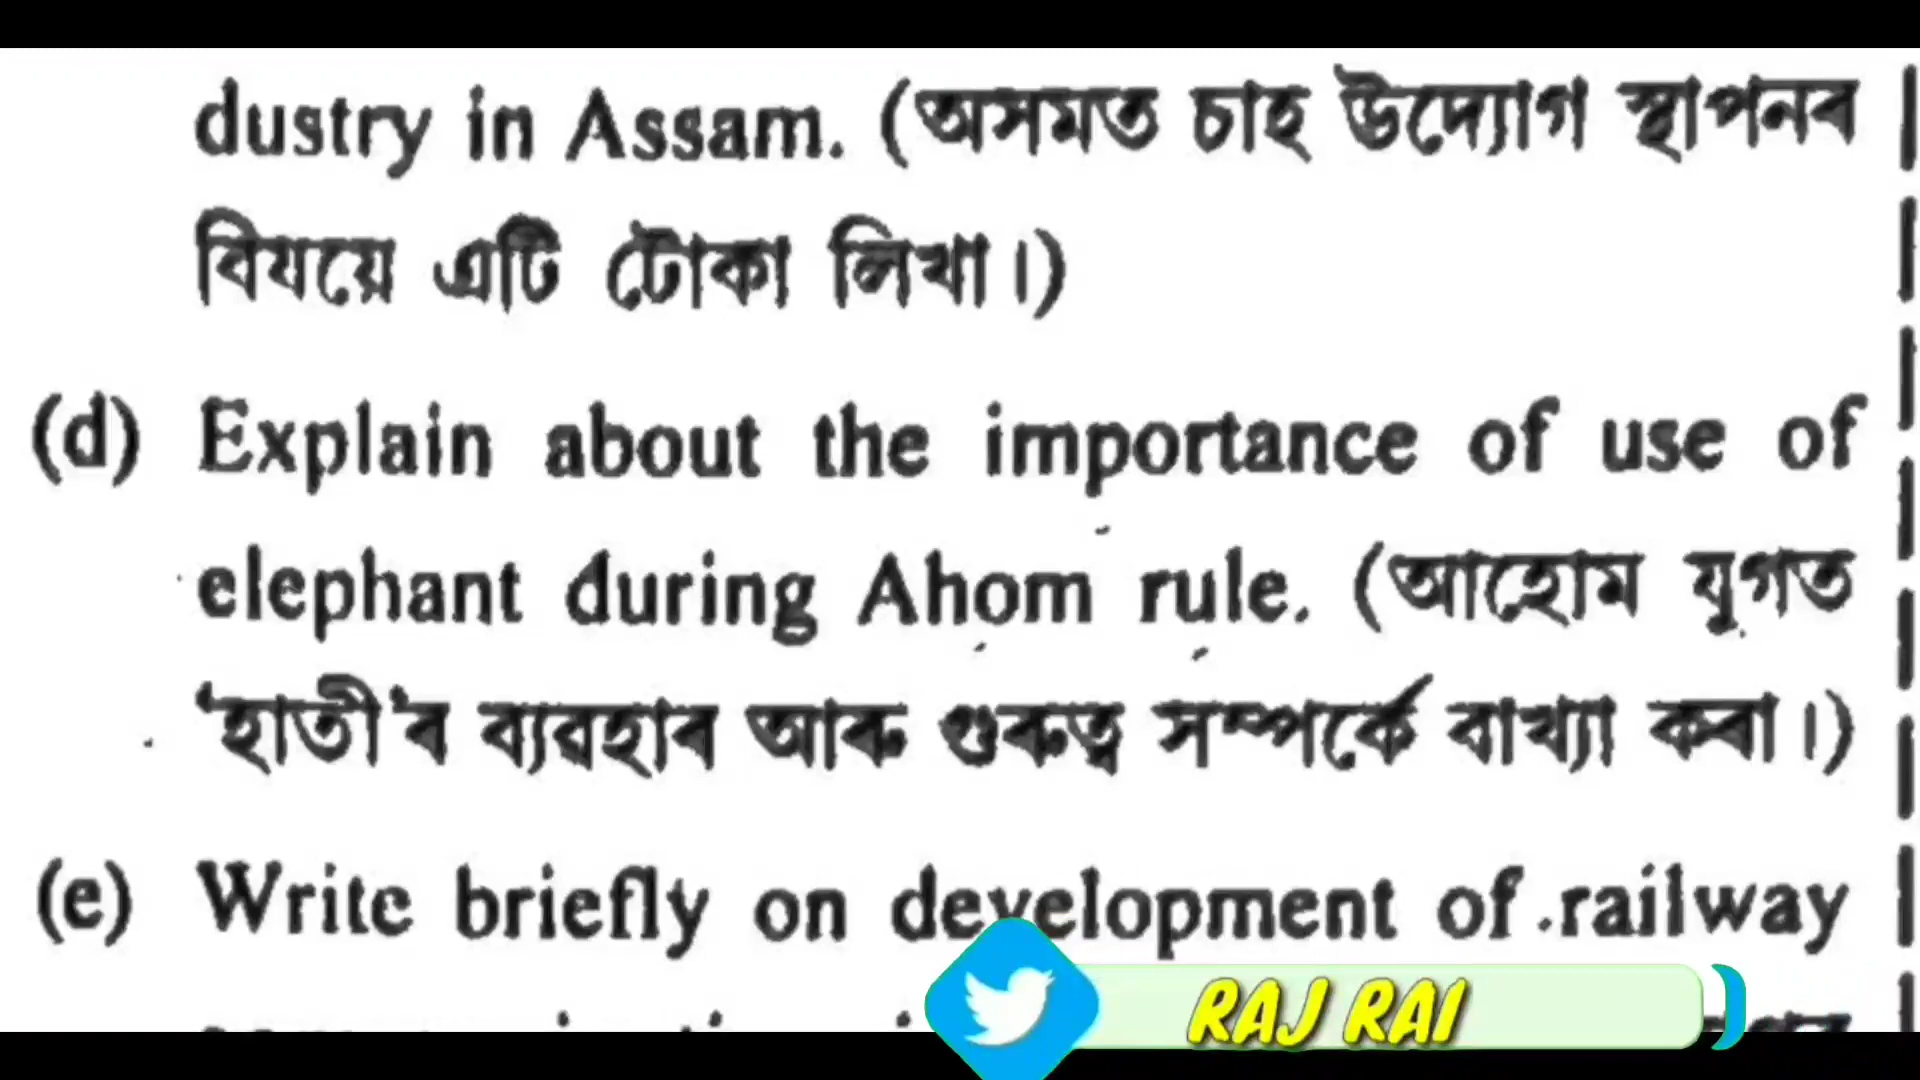 dustry in Assam. (অসমত চাহ উদ্যোগ স্থাপনৰ
বিষয়ে এটি টোকা লিখা।)
(d) Explain about the importance of use of
elephant during Ahom rule. (আহোম যুগত
'হাতী'ৰ ব্যৱহাৰ আৰু গুৰুত্ব সম্পৰ্কে বাখ্যা কৰা।)
(e) Write briefly on development of railway
RAJ RAI